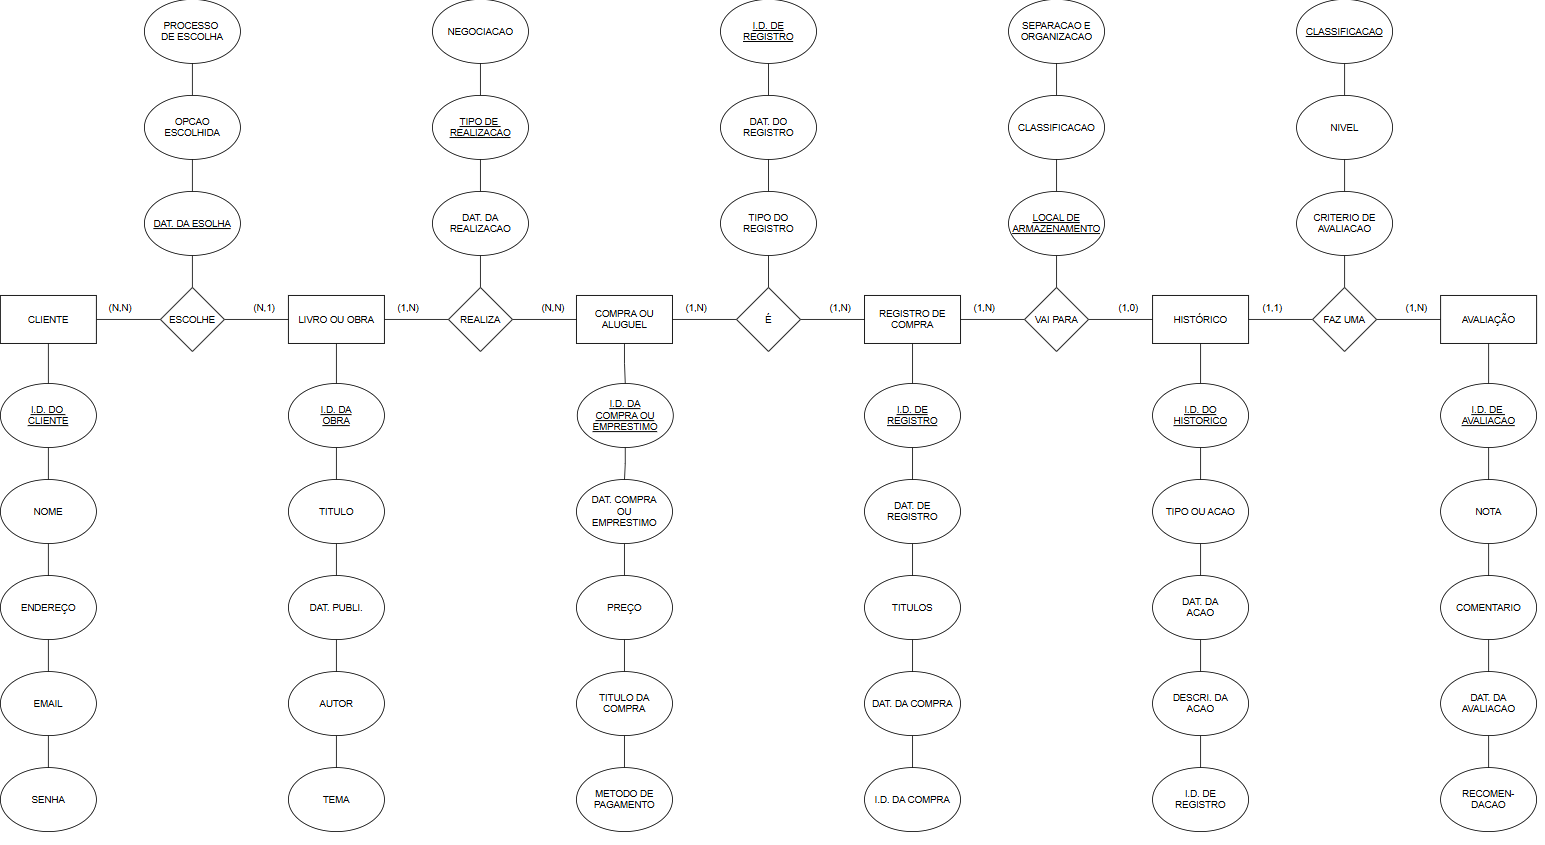 PROCESSO
DE ESCOLHA
NEGOCIACAO
I.D. DE
REGISTRO
SEPARACAO E
ORGANIZACAO
CLASSIFICACAO
OPCAO
ESCOLHIDA
TIPO DE
REALIZACAO
DAT. DO
REGISTRO
CLASSIFICACAO
NIVEL
DAT. DA ESOLHA
DAT. DA
REALIZACAO
TIPO DO
REGISTRO
LOCAL DE
ARMAZENAMENTO
CRITERIO DE
AVALIACAO
CLIENTE
(N,N)
ESCOLHE
(N,1)
LIVRO OU OBRA
(1,N)
REALIZA
(N,N)
COMPRA OU
ALUGUEL
(1,N)
É
(1,N)
REGISTRO DE
COMPRA
(1,N)
VAI PARA
(1,0)
HISTÓRICO
(1,1)
FAZ UMA
(1,N)
AVALIAÇÃO
I.D. DO
CLIENTE
I.D. DA
OBRA
I.D. DA
COMPRA OU
EMPRESTIMO
I.D. DE
REGISTRO
I.D. DO
HISTORICO
I.D. DE
AVALIACAO
NOME
TITULO
DAT. COMPRA
OU
EMPRESTIMO
DAT. DE
REGISTRO
TIPO OU ACAO
NOTA
ENDEREÇO
DAT. PUBLI.
PREÇO
TITULOS
DAT. DA
ACAO
COMENTARIO
EMAIL
AUTOR
TITULO DA
COMPRA
DAT. DA COMPRA
DESCRI. DA
ACAO
DAT. DA
AVALIACAO
SENHA
TEMA
METODO DE
PAGAMENTO
I.D. DA COMPRA
I.D. DE
REGISTRO
RECOMEN-
DACAO